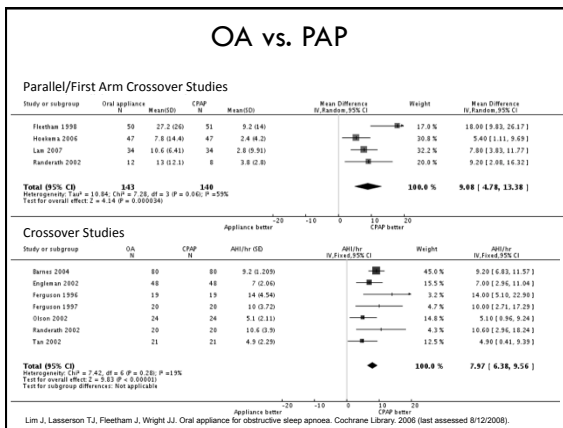 OA vs. PAP
Parallel/First Arm Crossover Studies
Study or subgroup Oral appliance CPAP Mean Difference Weight Mean Difference
N Mean(SD) N Mean(SD) IV,Random,95% CI IV,Random,95% CI
Fleetham 1998 50 27.2 (26) 51 9.2 (14) 17.0 % 18.00 [ 9.83, 26.17 ]
Hoekema 2006 47 7.8 (14.4) 47 2.4 (4.2) 30.8 % 5.40 [ 1.11, 9.69 ]
Lam 2007 34 10.6 (6.41) 34 2.8 (9.91) 32.2 % 7.80 [ 3.83, 11.77 ]
Randerath 2002 12 13 (12.1) 8 3.8 (2.8) 20.0 % 9.20 [ 2.08, 16.32 ]
Total (95% CI) 143 140 100.0 % 9.08 [ 4.78, 13.38 ]
Heterogeneity: Tau² = 10.84; Chi² = 7.28, df = 3 (P = 0.06); I² =59%
Test for overall effect: Z = 4.14 (P = 0.000034)
-20 -10 0 10 20
Appliance better CPAP better
Crossover Studies
Study or subgroup OA CPAP AHI/hr (SD) AHI/hr Weight AHI/hr
N N IV,Fixed,95% CI IV,Fixed,95% CI
Barnes 2004 80 80 9.2 (1.209) 45.0 % 9.20 [ 6.83, 11.57 ]
Engleman 2002 48 48 7 (2.06) 15.5 % 7.00 [ 2.96, 11.04 ]
Ferguson 1996 19 19 14 (4.54) 3.2 % 14.00 [ 5.10, 22.90 ]
Ferguson 1997 20 20 10 (3.72) 4.7 % 10.00 [ 2.71, 17.29 ]
Olson 2002 24 24 5.1 (2.11) 14.8 % 5.10 [ 0.96, 9.24 ]
Randerath 2002 20 20 10.6 (3.9) 4.3 % 10.60 [ 2.96, 18.24 ]
Tan 2002 21 21 4.9 (2.29) 12.5 % 4.90 [ 0.41, 9.39 ]
Total (95% CI) 100.0 % 7.97 [ 6.38, 9.56 ]
Heterogeneity: Chi² = 7.42, df = 6 (P = 0.28); I² =19%
Test for overall effect: Z = 9.83 (P < 0.00001)
Test for subgroup differences: Not applicable
-20 -10 0 10 20
Appliance better CPAP better
Lim J, Lasserson TJ, Fleetham J, Wright JJ. Oral appliance for obstructive sleep apnoea. Cochrane Library. 2006 (last assessed 8/12/2008).